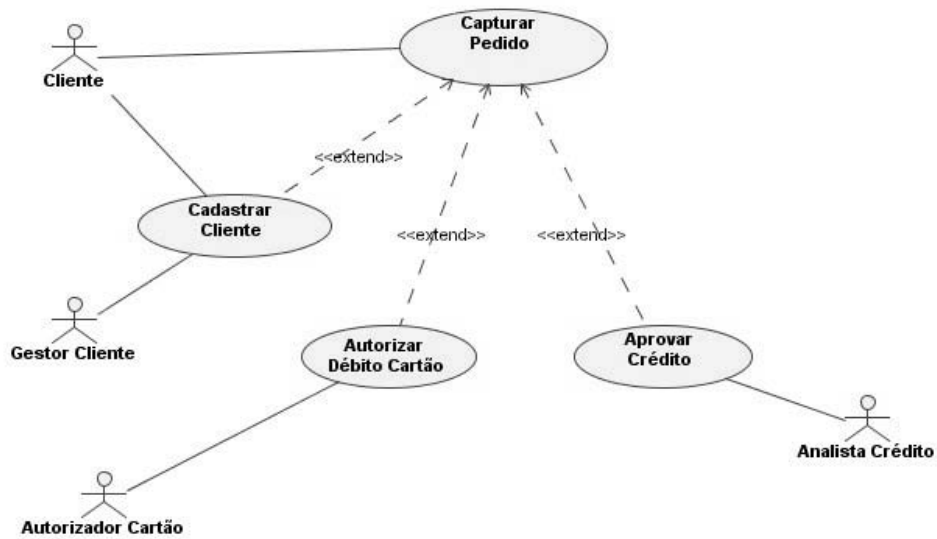 Capturar
Pedido
Cliente
<<extend>>
Cadastrar
Cliente
<<extend>>
<<extend>>
Gestor Cliente
Autorizar
Débito Cartão
Aprovar
Crédito
Analista Crédito
Autorizador Cartão